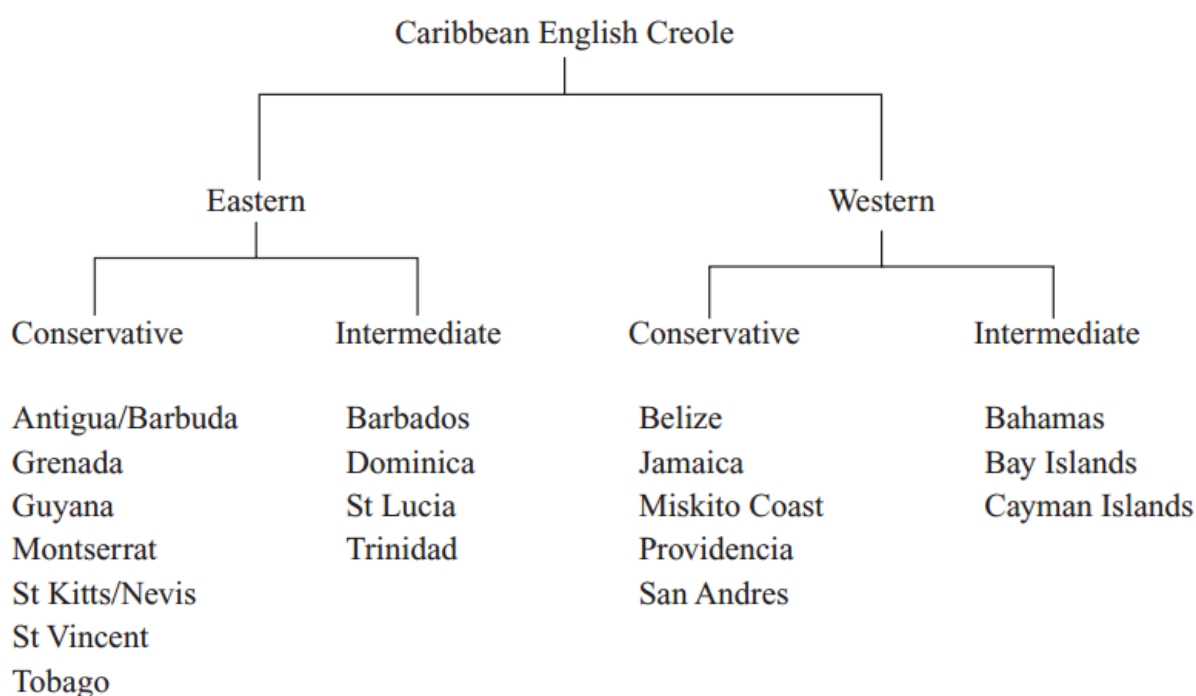 Caribbean English Creole
Eastern
Western
Conservative
Intermediate
Conservative
Intermediate
Antigua/Barbuda
Grenada
Guyana
Montserrat
St Kitts/Nevis
St Vincent
Tobago
Barbados
Dominica
St Lucia
Trinidad
Belize
Jamaica
Miskito Coast
Providencia
San Andres
Bahamas
Bay Islands
Cayman Islands